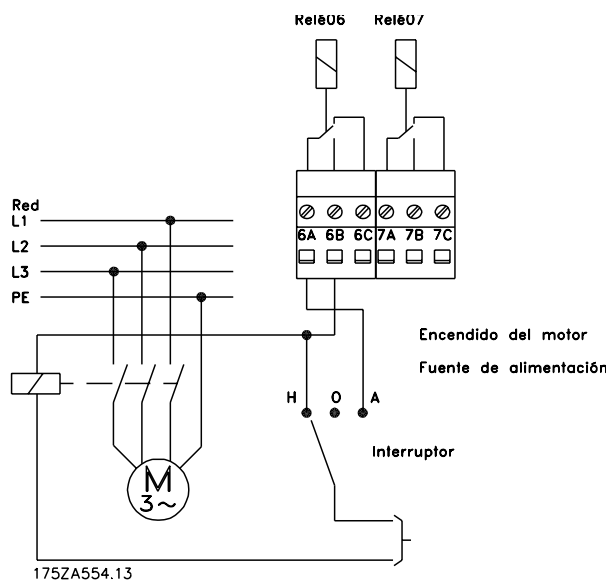 Relé06 Relé07
6A 6B 6C 7A 7B 7C
Red
L1
L2
L3
PE
Encendido del motor
Fuente de alimentación
H O A
Interruptor
M
3~
175ZA554.13